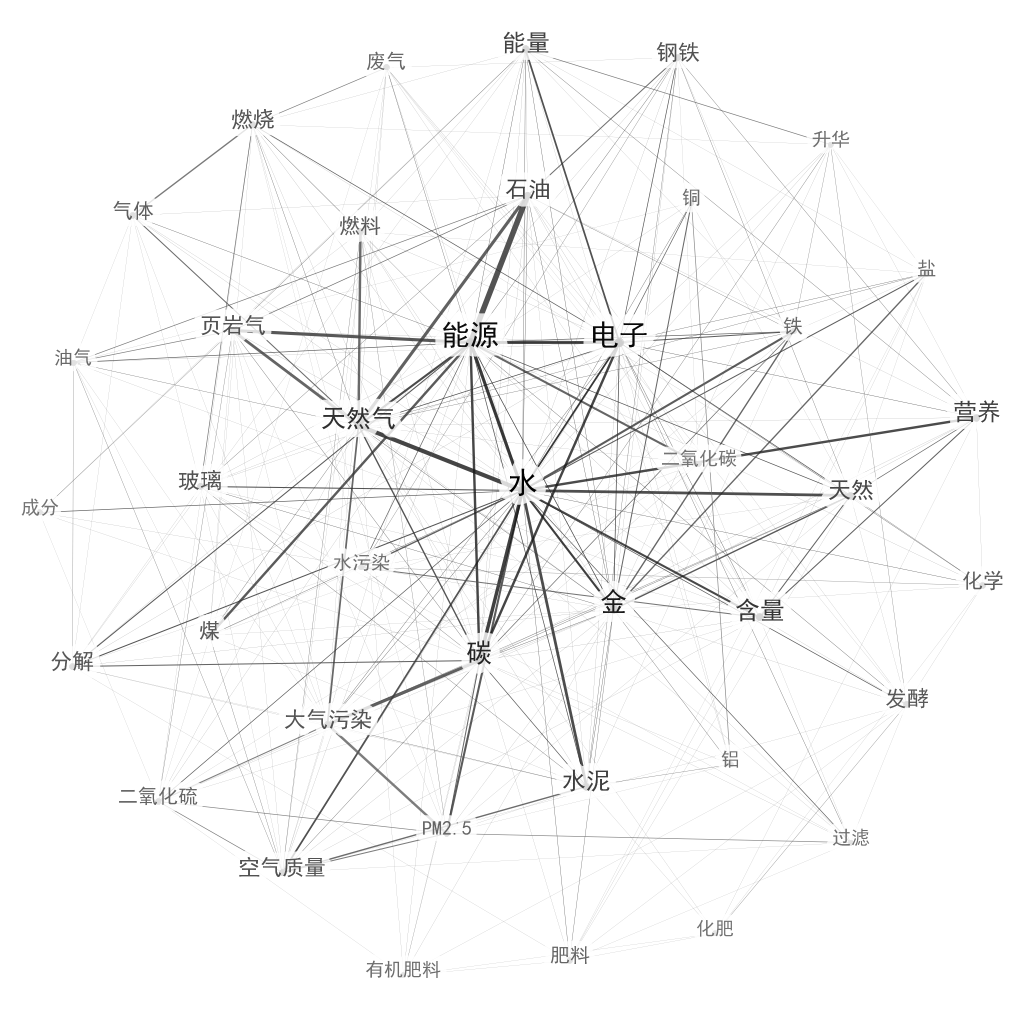 能量
钢铁
废气
燃烧
升华
石油
铜
气体
燃料
盐
页岩气
能源
电子
铁
油气
营养
天然气
二氧化碳
玻璃
水
天然
成分
水污染
化学
金
含量
煤
碳
分解
发酵
大气污染
铝
水泥
二氧化硫
PM2.5
过滤
空气质量
化肥
肥料
有机肥料